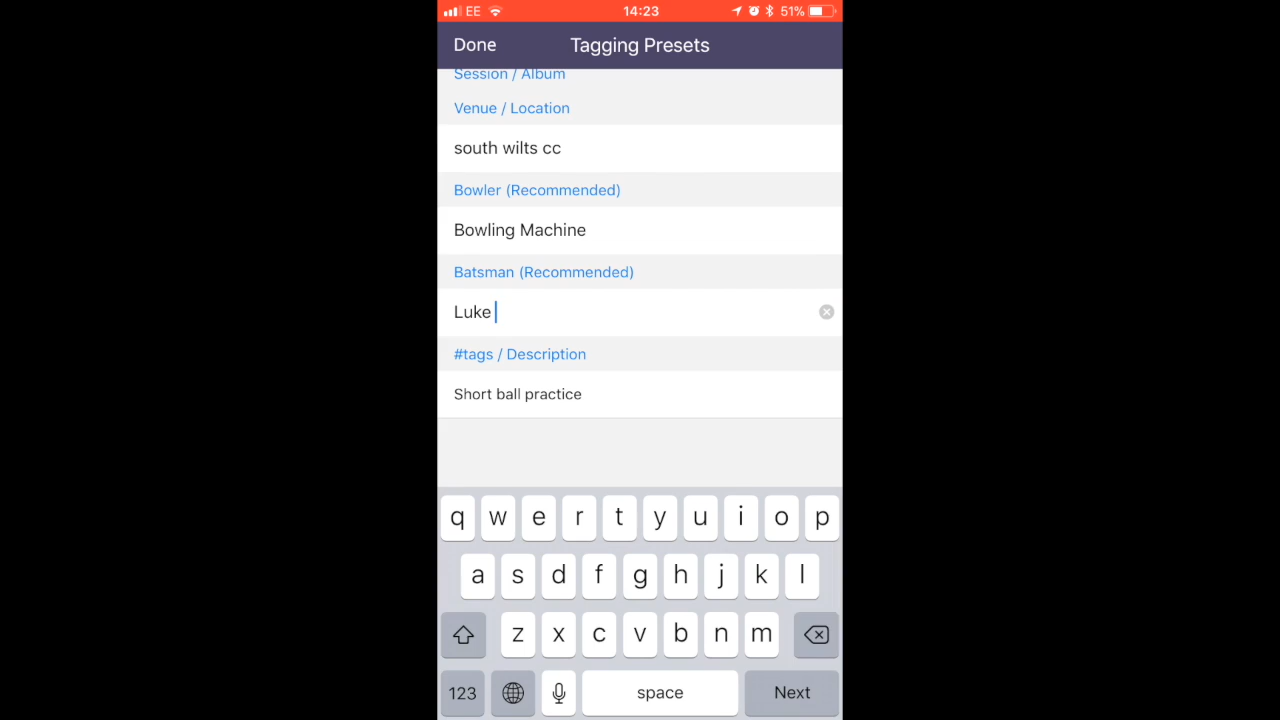 EE 14:23 51%
Done Tagging Presets
Session / Album
Venue / Location
south wilts cc
Bowler (Recommended)
Bowling Machine
Batsman (Recommended)
Luke
#tags / Description
Short ball practice
q w e r t y u i o p
a s d f g h j k l
z x c v b n m
123 space Next